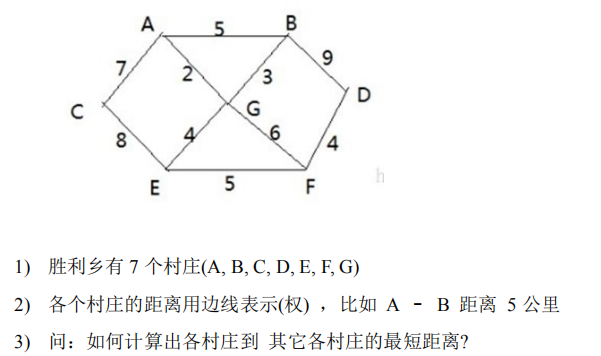 A 5 B
9
7 2 3
D
C G
8 4 6 4
E 5 F
h
1) 胜利乡有 7 个村庄(A, B, C, D, E, F, G)
2) 各个村庄的距离用边线表示(权) ，比如 A - B 距离 5 公里
3) 问：如何计算出各村庄到 其它各村庄的最短距离?